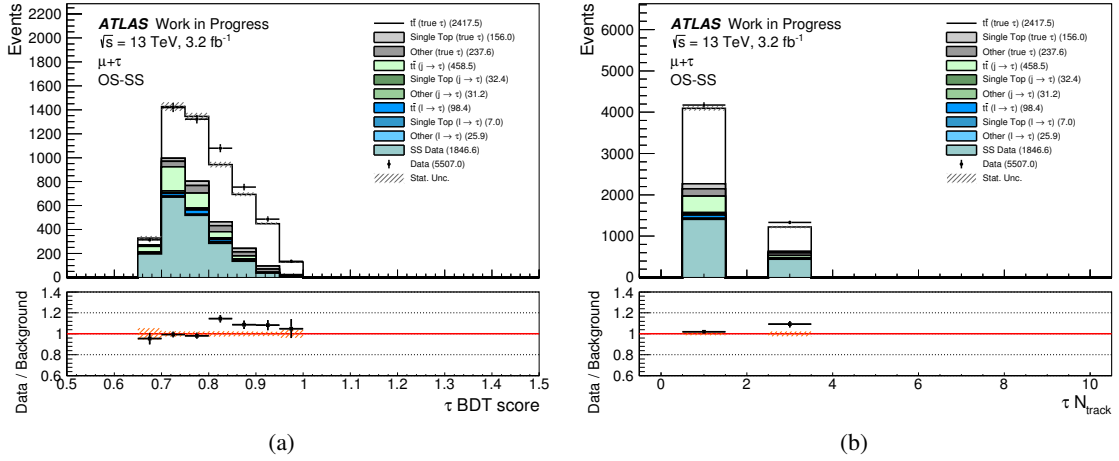 Events
2200
2000
1800
1600
1400
1200
1000
800
600
400
200
0
ATLAS Work in Progress
√s = 13 TeV, 3.2 fb⁻¹
μ+τ
OS-SS
tt̄ (true τ) (2417.5)
Single Top (true τ) (156.0)
Other (true τ) (237.6)
tt̄ (j → τ) (458.5)
Single Top (j → τ) (32.4)
Other (j → τ) (31.2)
tt̄ (l → τ) (98.4)
Single Top (l → τ) (7.0)
Other (l → τ) (25.9)
SS Data (1846.6)
Data (5507.0)
Stat. Unc.
Data / Background
1.4
1.2
1
0.8
0.6
0.5 0.6 0.7 0.8 0.9 1 1.1 1.2 1.3 1.4 1.5
τ BDT score
(a)
Events
6000
5000
4000
3000
2000
1000
0
ATLAS Work in Progress
√s = 13 TeV, 3.2 fb⁻¹
μ+τ
OS-SS
tt̄ (true τ) (2417.5)
Single Top (true τ) (156.0)
Other (true τ) (237.6)
tt̄ (j → τ) (458.5)
Single Top (j → τ) (32.4)
Other (j → τ) (31.2)
tt̄ (l → τ) (98.4)
Single Top (l → τ) (7.0)
Other (l → τ) (25.9)
SS Data (1846.6)
Data (5507.0)
Stat. Unc.
Data / Background
1.4
1.2
1
0.8
0.6
0 2 4 6 8 10
τ N_track
(b)